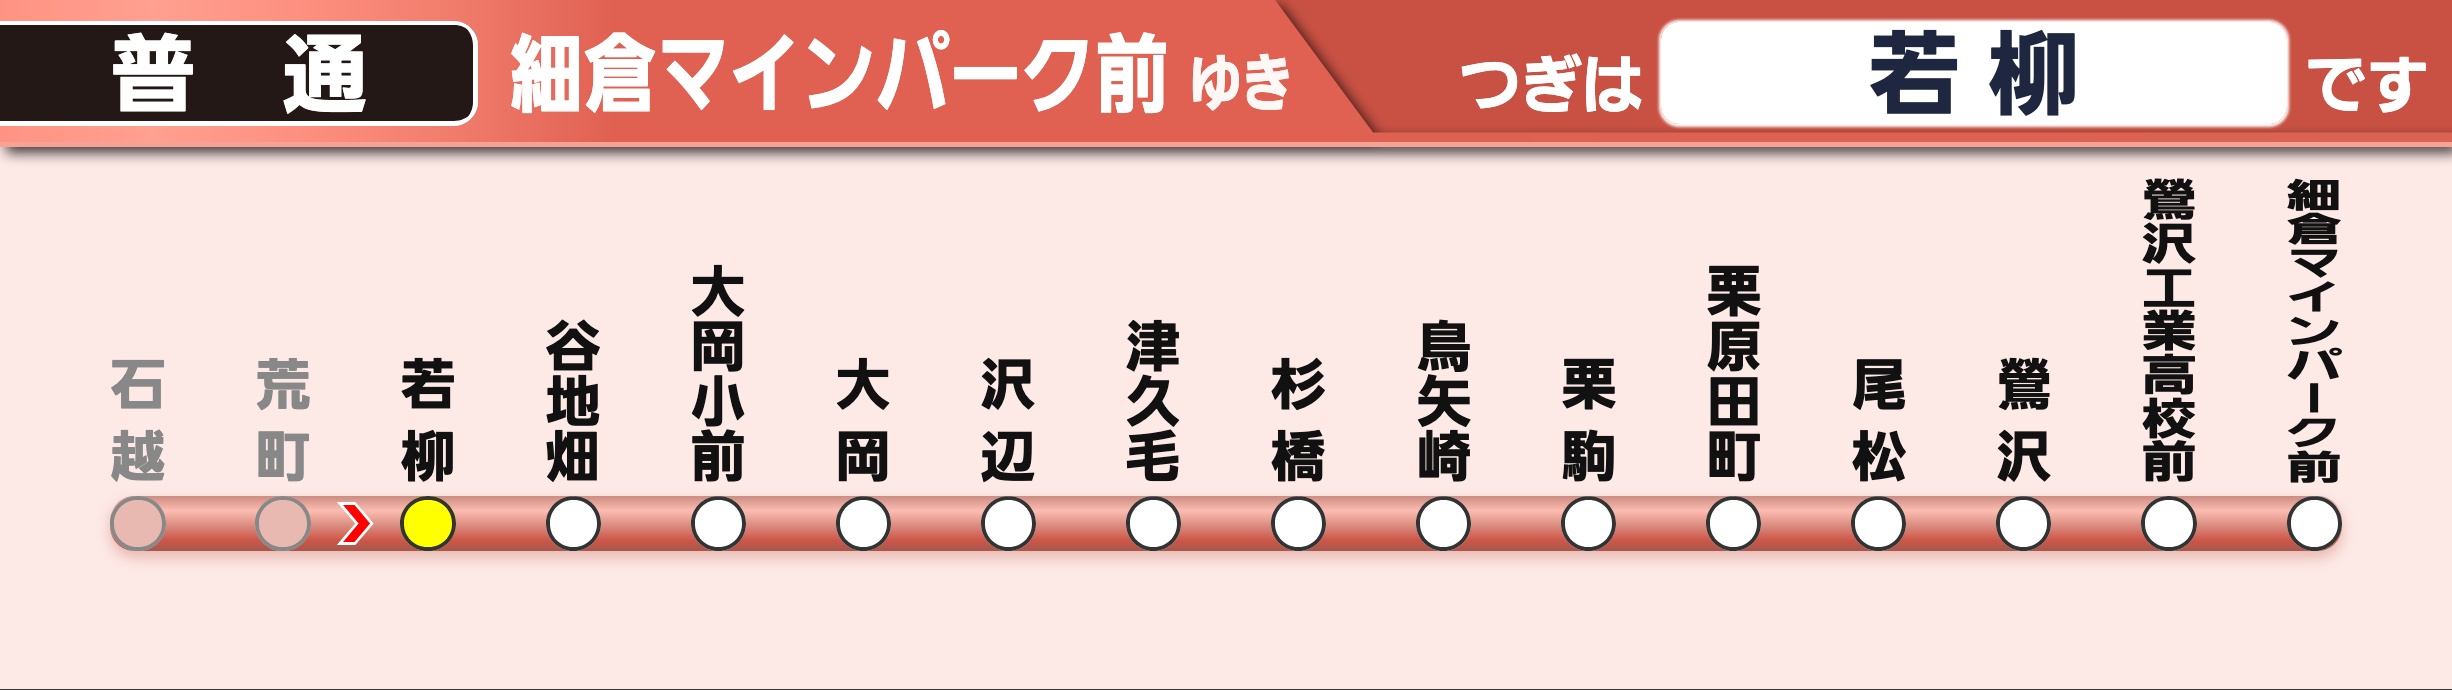 普通
細倉マインパーク前 ゆき
つぎは 若柳 です
石越
荒町
若柳
谷地畑
大岡小前
大岡
沢辺
津久毛
杉橋
鳥矢崎
栗駒
栗原田町
尾松
鶯沢
鶯沢工業高校前
細倉マインパーク前